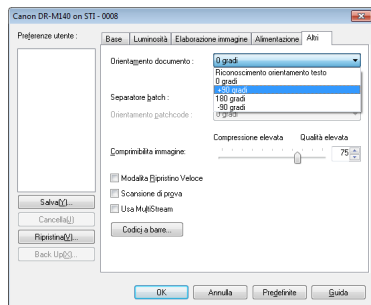 Canon DR-M140 on STI - 0008
Preferenze utente :
Base Luminosità Elaborazione immagine Alimentazione Altri
Orientamento documento : 0 gradi
Riconoscimento orientamento testo
0 gradi
+90 gradi
180 gradi
-90 gradi
Separatore batch :
Orientamento patchcode : 0 gradi
Compressione elevata Qualità elevata
Comprimibilità immagine: 75
Modalità Ripristino Veloce
Scansione di prova
Usa MultiStream
Codici a barre...
Salva(Y)...
Cancella(J)
Ripristina(V)...
Back Up(X)...
OK Annulla Predefinite Guida